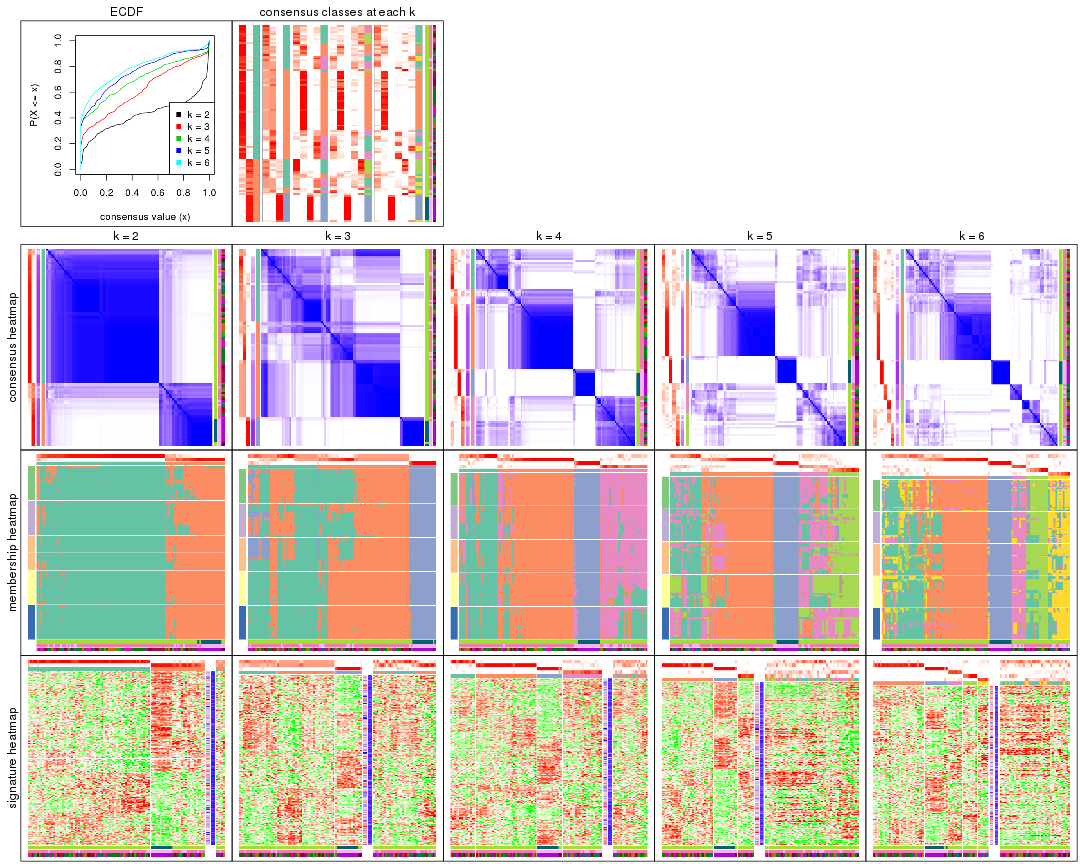 ECDF
consensus classes at each k
P(X <= x)
0.0 0.2 0.4 0.6 0.8 1.0
k = 2
k = 3
k = 4
k = 5
k = 6
0.0 0.2 0.4 0.6 0.8 1.0
consensus value (x)
k = 2
k = 3
k = 4
k = 5
k = 6
consensus heatmap
membership heatmap
signature heatmap